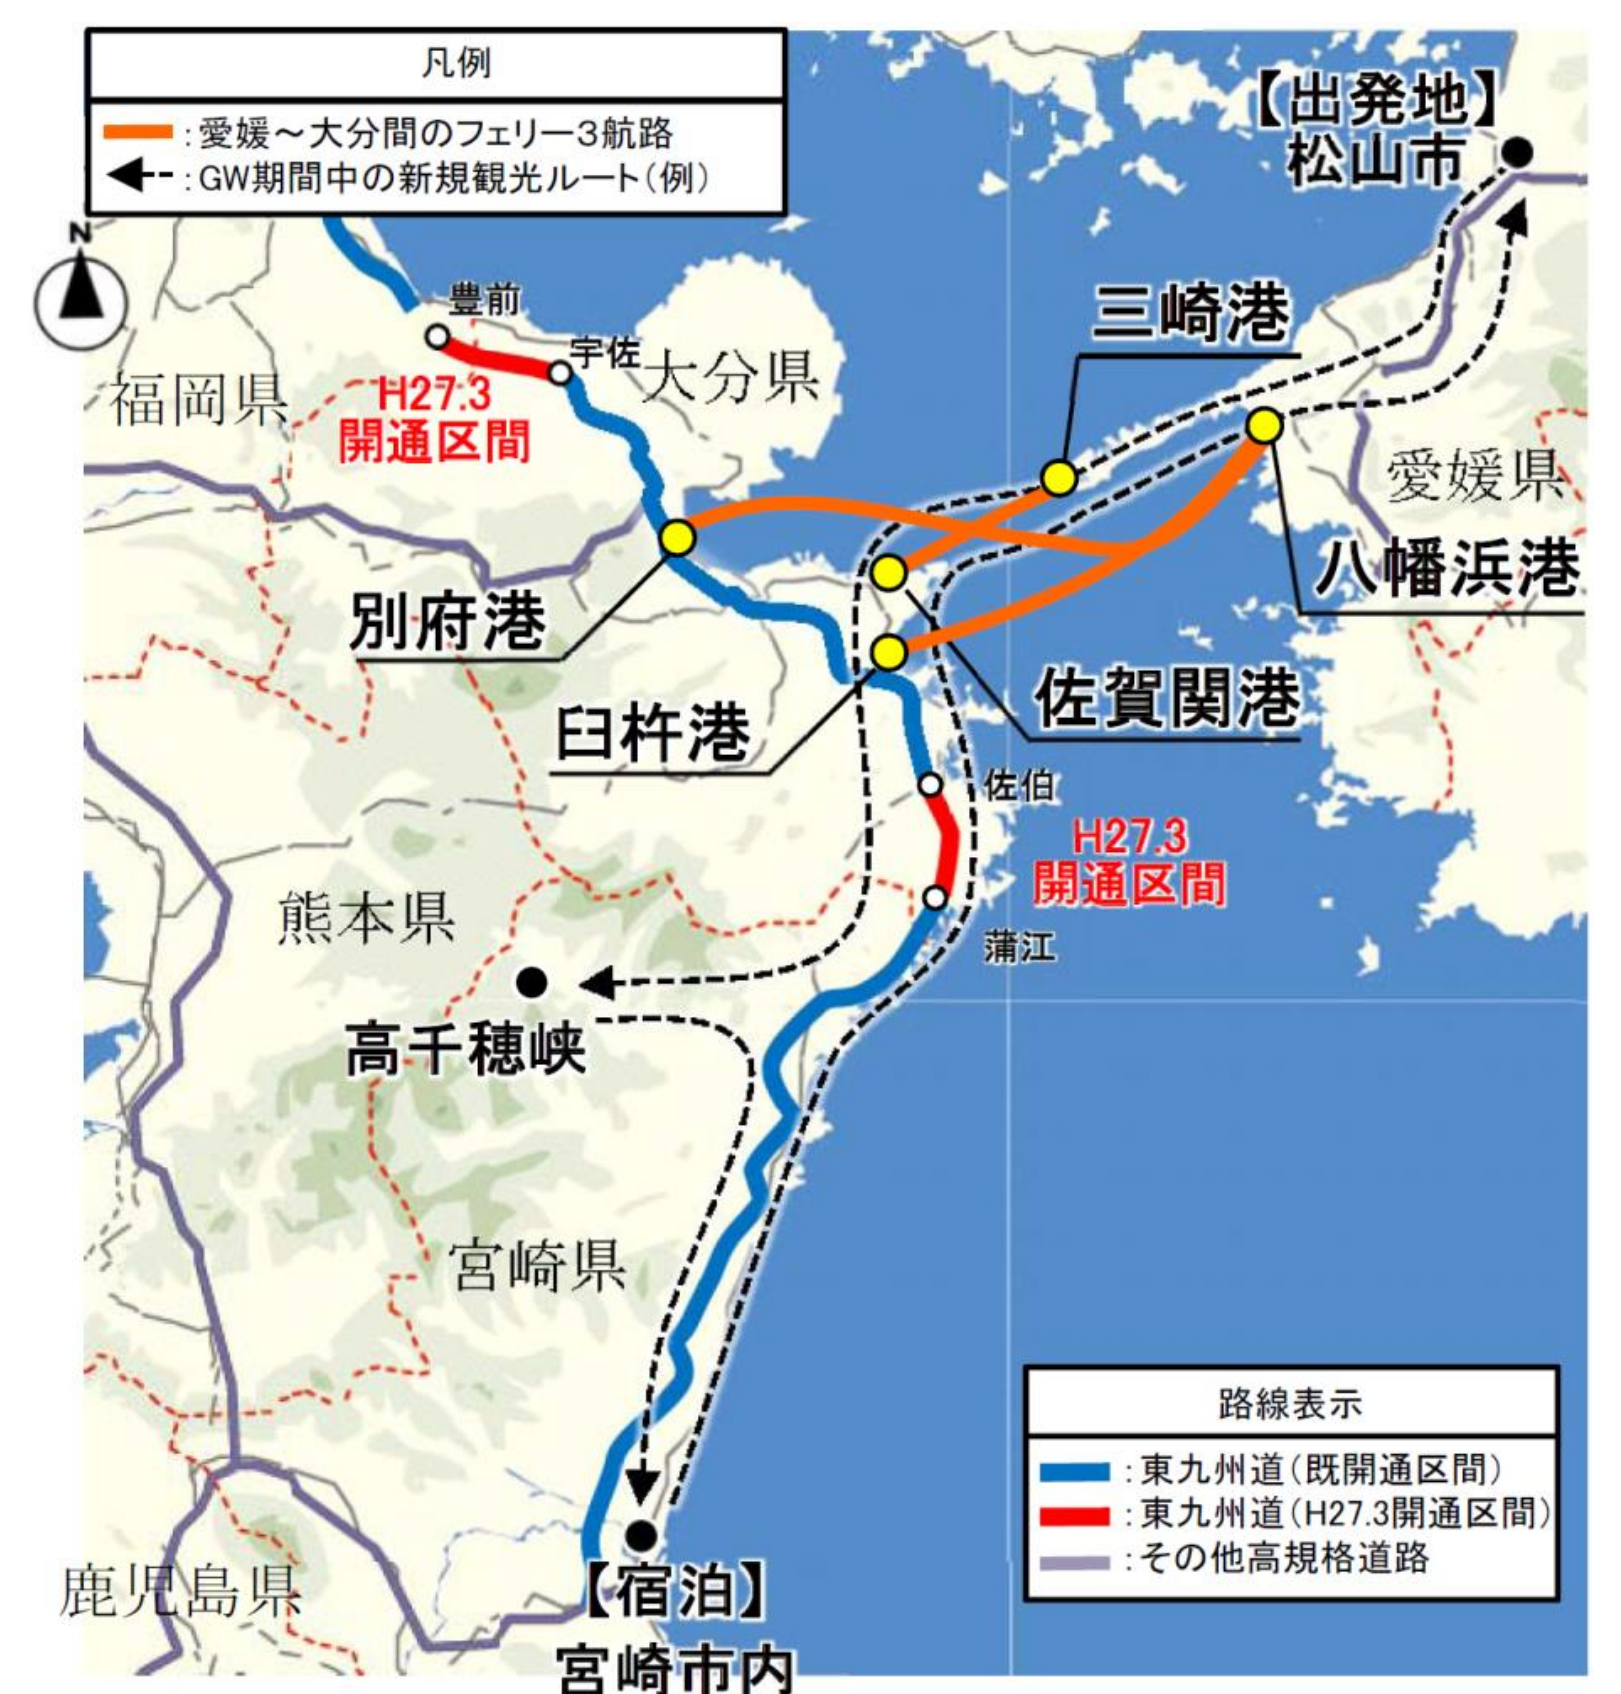 凡例
:愛媛~大分間のフェリー3航路
:GW期間中の新規観光ルート(例)
【出発地】
松山市
N
三崎港
豊前
宇佐
大分県
福岡県
H27.3
開通区間
愛媛県
八幡浜港
別府港
佐賀関港
臼杵港
佐伯
H27.3
開通区間
熊本県
蒲江
高千穂峡
宮崎県
路線表示
:東九州道(既開通区間)
:東九州道(H27.3開通区間)
:その他高規格道路
鹿児島県
【宿泊】
宮崎市内